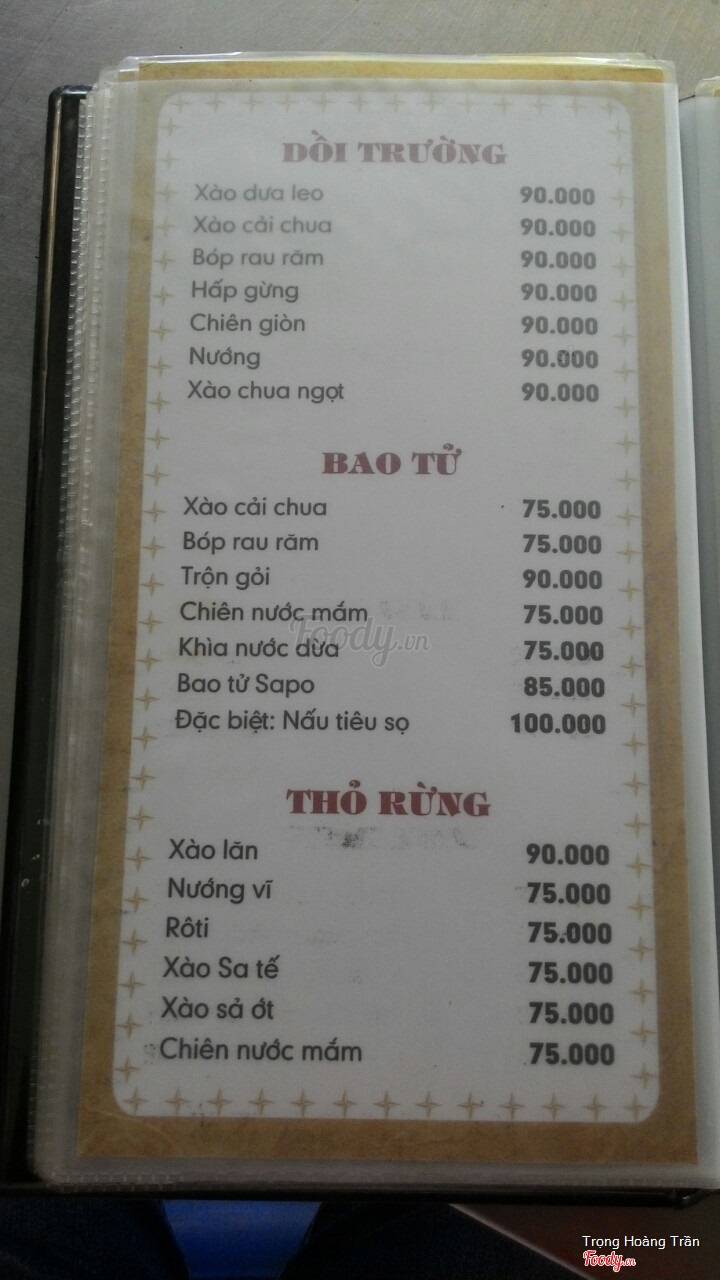 DỒI TRƯỜNG
Xào dưa leo 90.000
Xào cải chua 90.000
Bóp rau răm 90.000
Hấp gừng 90.000
Chiên giòn 90.000
Nướng 90.000
Xào chua ngọt 90.000
BAO TỬ
Xào cải chua 75.000
Bóp rau răm 75.000
Trộn gỏi 90.000
Chiên nước mắm 75.000
Foody.vn
Khìa nước dừa 75.000
Bao tử Sapo 85.000
Đặc biệt: Nấu tiêu sọ 100.000
THỎ RỪNG
Xào lăn 90.000
Nướng vĩ 75.000
Rôti 75.000
Xào Sa tế 75.000
Xào sả ớt 75.000
Chiên nước mắm 75.000
Trọng Hoàng Trần
Foody.vn